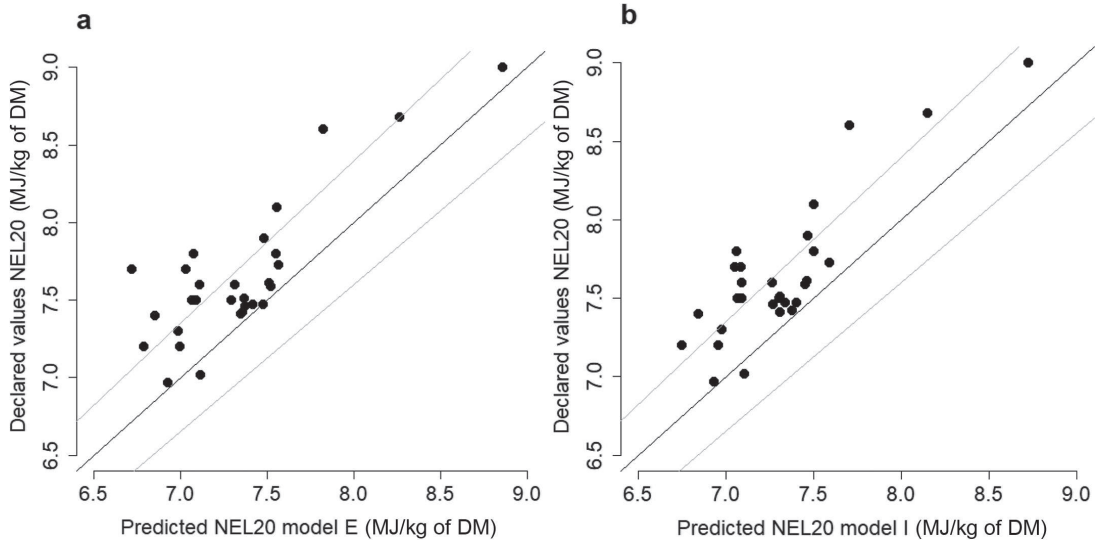 a
Declared values NEL20 (MJ/kg of DM)
9.0
8.5
8.0
7.5
7.0
6.5
6.5 7.0 7.5 8.0 8.5 9.0
Predicted NEL20 model E (MJ/kg of DM)
b
Declared values NEL20 (MJ/kg of DM)
9.0
8.5
8.0
7.5
7.0
6.5
6.5 7.0 7.5 8.0 8.5 9.0
Predicted NEL20 model I (MJ/kg of DM)